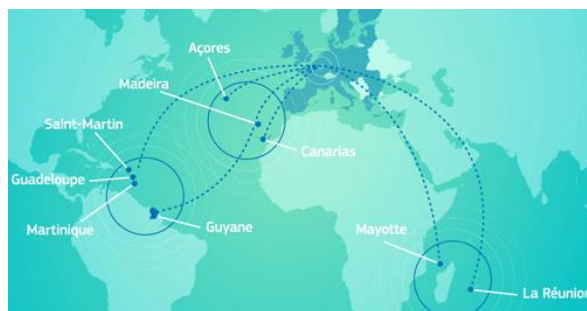 Açores
Madeira
Saint-Martin
Canarias
Guadeloupe
Martinique
Guyane
Mayotte
La Réunion